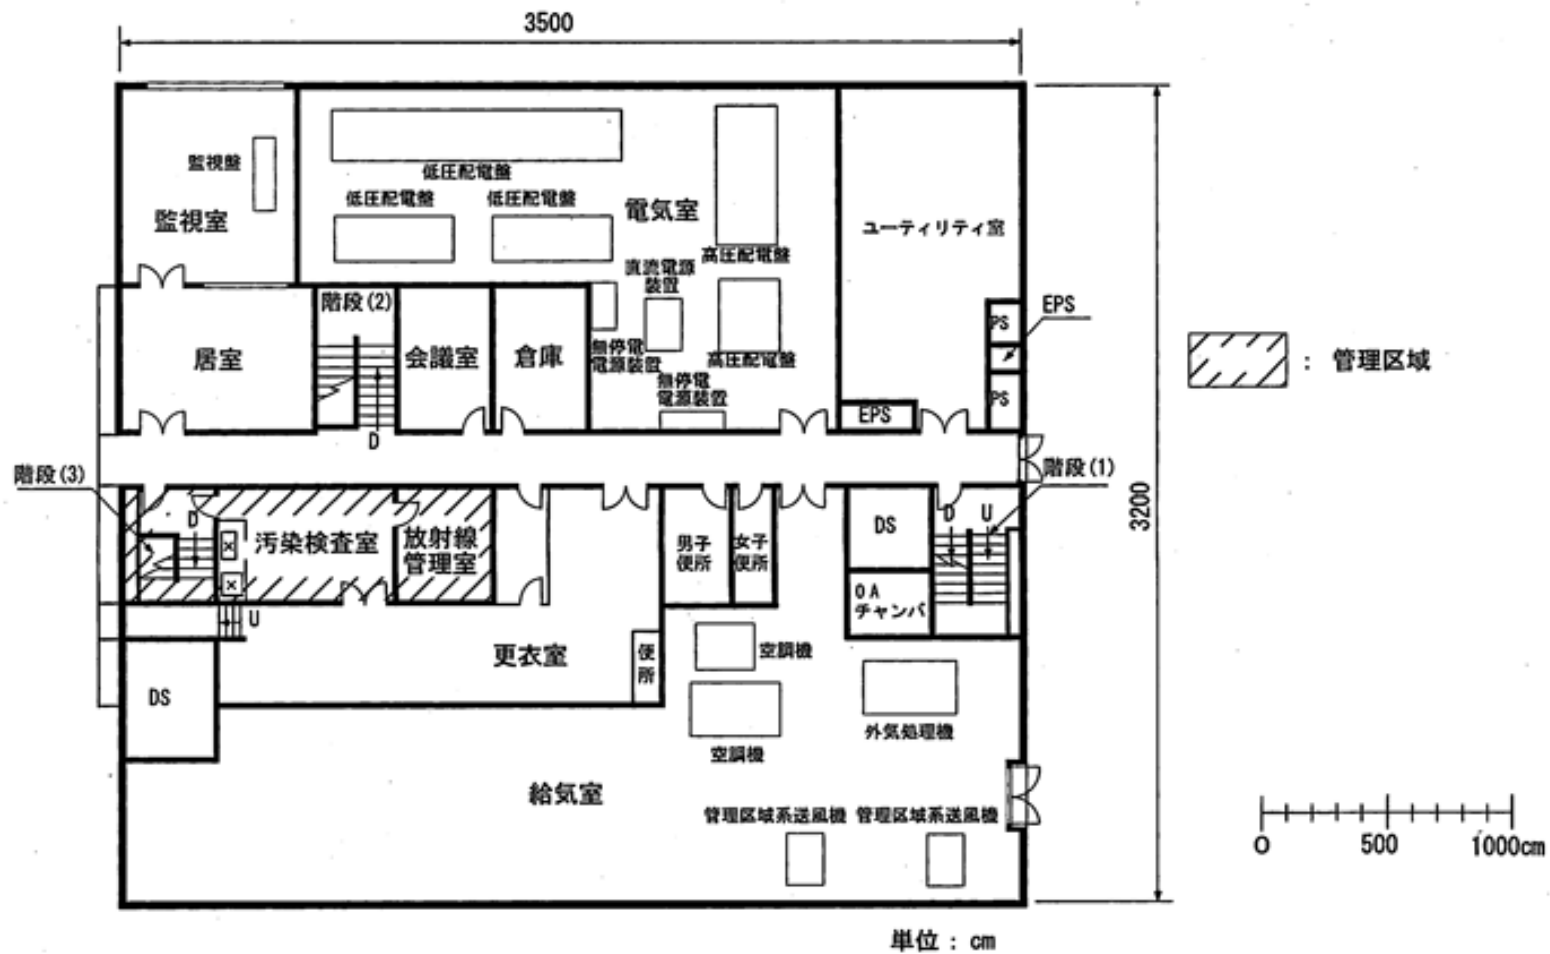 3500
監視盤
監視室
低圧配電盤
低圧配電盤
低圧配電盤
電気室
高圧配電盤
直流電源
装置
ユーティリティ室
階段(2)
居室
会議室
倉庫
無停電
電源装置
高圧配電盤
無停電
電源装置
PS
EPS
PS
EPS
: 管理区域
D
階段(3)
階段(1)
3200
D
汚染検査室
放射線
管理室
男子
便所
女子
便所
DS
D
U
OA
チャンバ
U
更衣室
便
所
空調機
DS
空調機
外気処理機
給気室
管理区域系送風機
管理区域系送風機
0
500
1000cm
単位 : cm